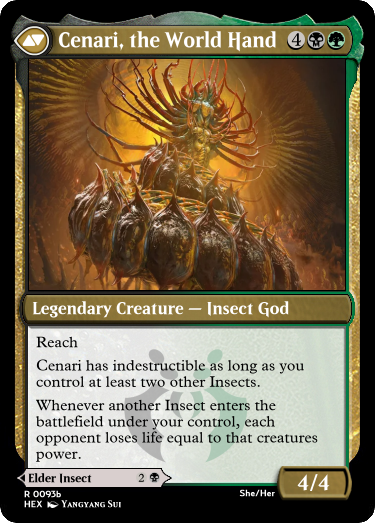 Cenari, the World Hand 4
Legendary Creature — Insect God
Reach
Cenari has indestructible as long as you
control at least two other Insects.
Whenever another Insect enters the
battlefield under your control, each
opponent loses life equal to that creatures
power.
Elder Insect 2
4/4
R 0093b
She/Her
HEX Yangyang Sui